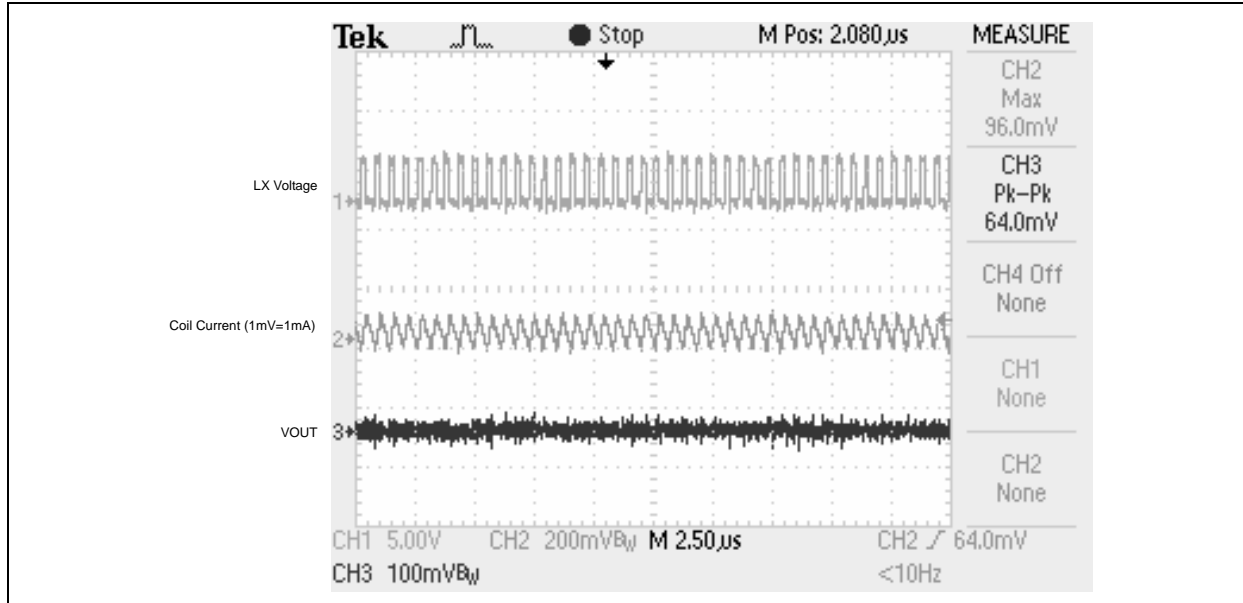 Tek Stop M Pos: 2.080µs MEASURE
CH2
Max
96.0mV
CH3
Pk-Pk
64.0mV
CH4 Off
None
CH1
None
CH2
None
LX Voltage
1
Coil Current (1mV=1mA)
2
VOUT
3
CH1 5.00V CH2 200mVBW M 2.50µs CH2 64.0mV
CH3 100mVBW <10Hz